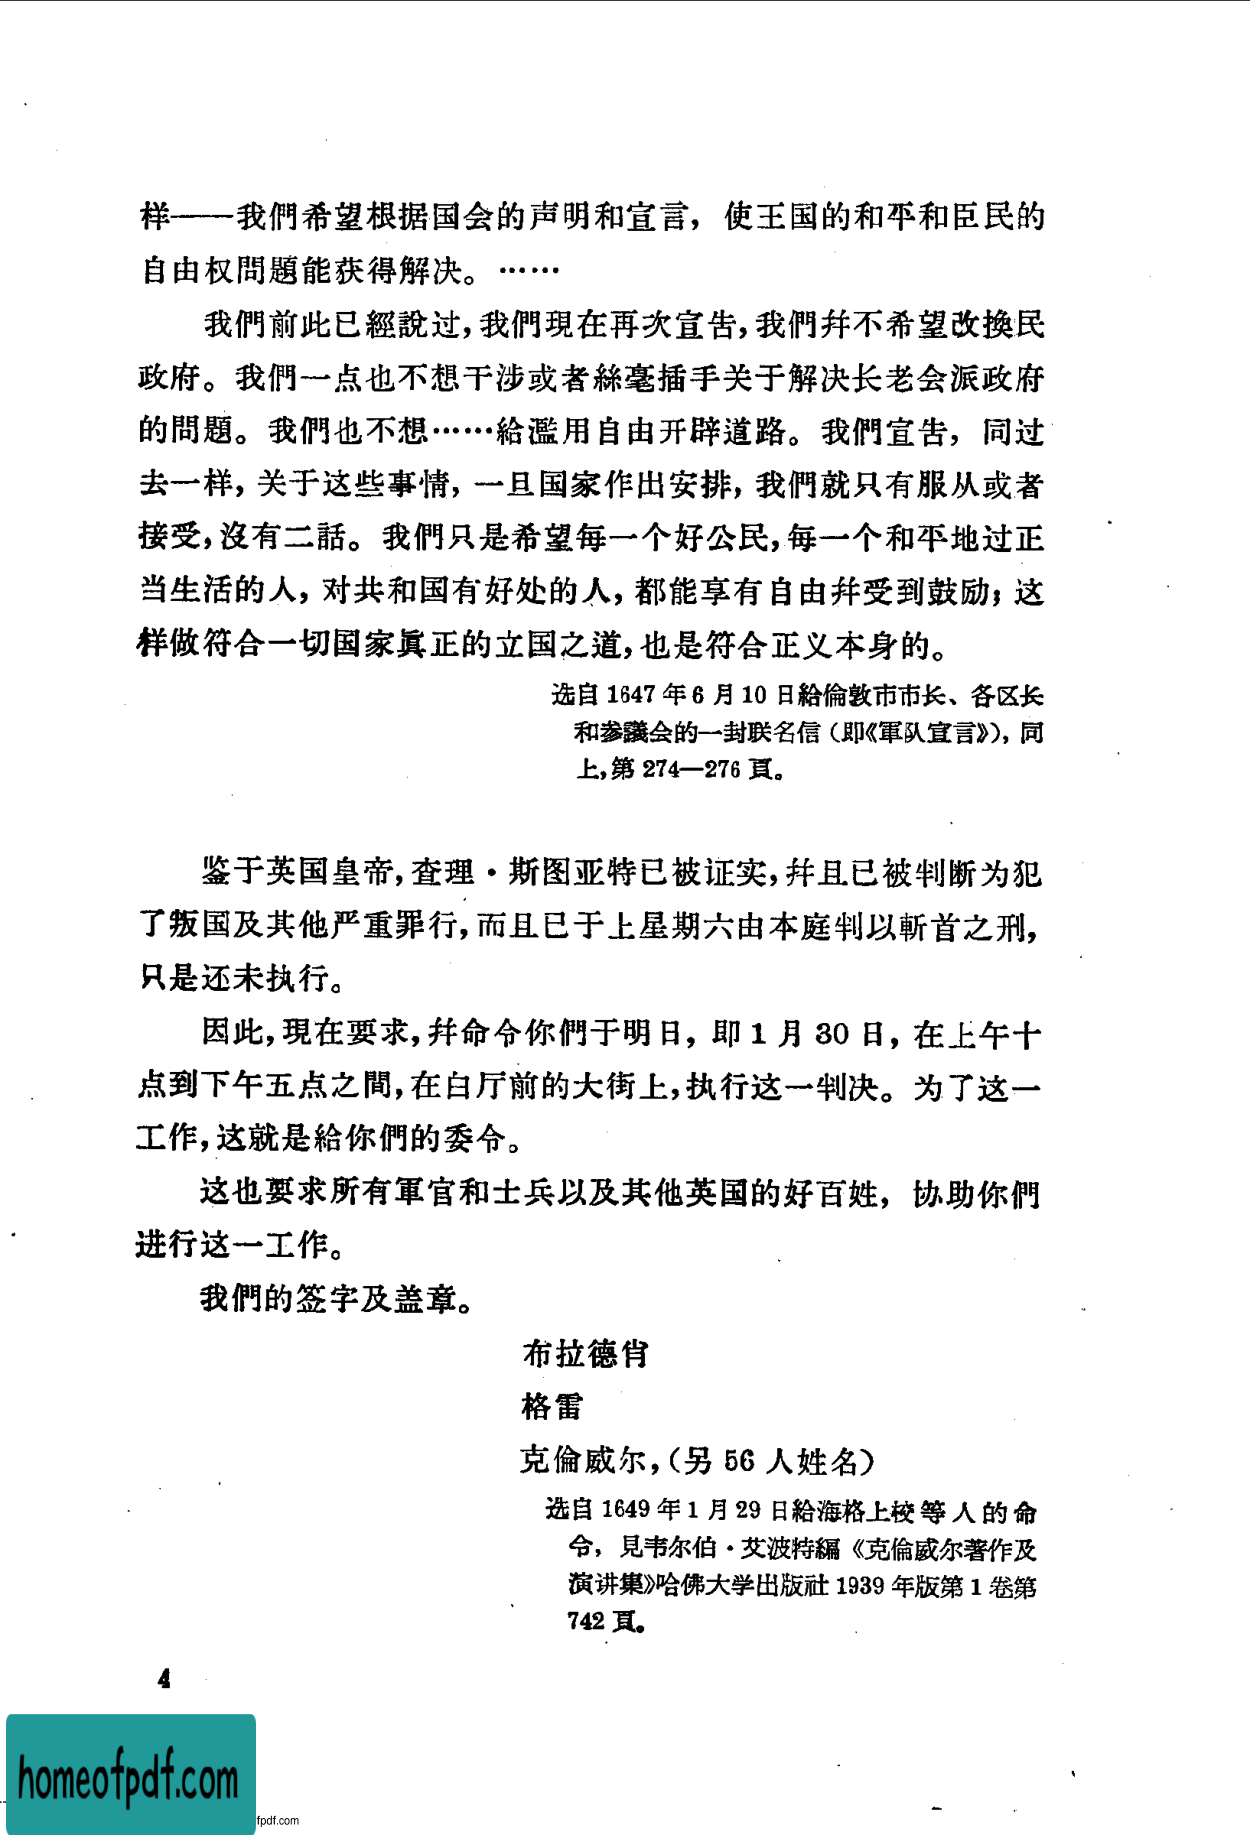 样——我們希望根据国会的声明和宣言，使王国的和平和臣民的
自由权問題能获得解决。……
我們前此已經說过，我們現在再次宣告，我們幷不希望改換民
政府。我們一点也不想干涉或者絲毫插手关于解决长老会派政府
的問題。我們也不想……給濫用自由开辟道路。我們宣告，同过
去一样，关于这些事情，一旦国家作出安排，我們就只有服从或者
接受，沒有二話。我們只是希望每一个好公民，每一个和平地过正
当生活的人，对共和国有好处的人，都能享有自由幷受到鼓励；这
样做符合一切国家眞正的立国之道，也是符合正义本身的。
选自 1647 年 6 月 10 日給倫敦市市长、各区长
和參議会的一封联名信（即《軍队宣言》），同
上，第 274—276 頁。
鉴于英国皇帝，查理·斯图亚特已被证实，幷且已被判断为犯
了叛国及其他严重罪行，而且已于上星期六由本庭判以斬首之刑，
只是还未执行。
因此，現在要求，幷命令你們于明日，即 1 月 30 日，在上午十
点到下午五点之間，在白厅前的大街上，执行这一判决。为了这一
工作，这就是給你們的委令。
这也要求所有軍官和士兵以及其他英国的好百姓，协助你們
进行这一工作。
我們的签字及盖章。
布拉德肖
格雷
克倫威尔，（另 56 人姓名）
选自 1649 年 1 月 29 日給海格上校等人的命
令，見韦尔伯·艾波特編《克倫威尔著作及
演讲集》哈佛大学出版社 1939 年版第 1 卷第
742 頁。
4
homeofpdf.com
fpdf.com